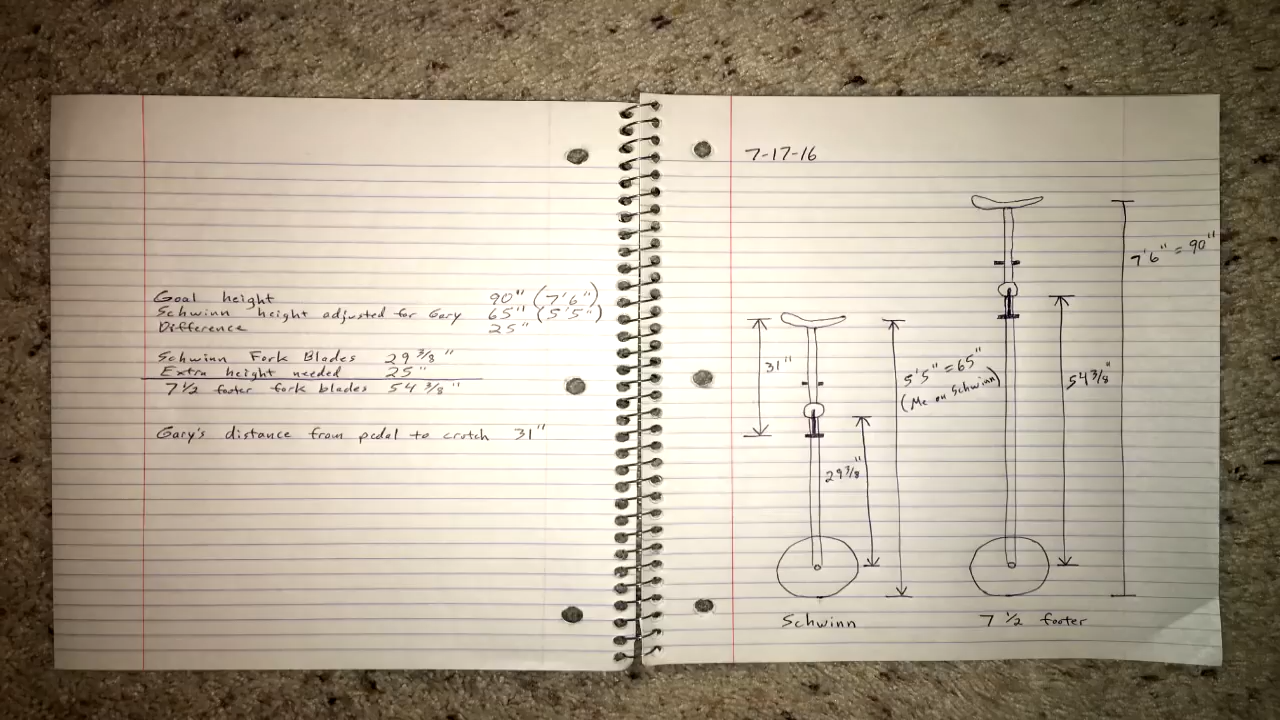 Goal height 90" (7'6")
Schwinn height adjusted for Gary 65" (5'5")
Difference 25"
Schwinn Fork Blades 29 3/8"
Extra height needed 25"
7 1/2 footer fork blades 54 3/8"
Gary's distance from pedal to crotch 31"
7-17-16
7'6" = 90"
31"
5'5" = 65"
(Me on Schwinn)
54 3/8"
29 3/8"
Schwinn
7 1/2 footer